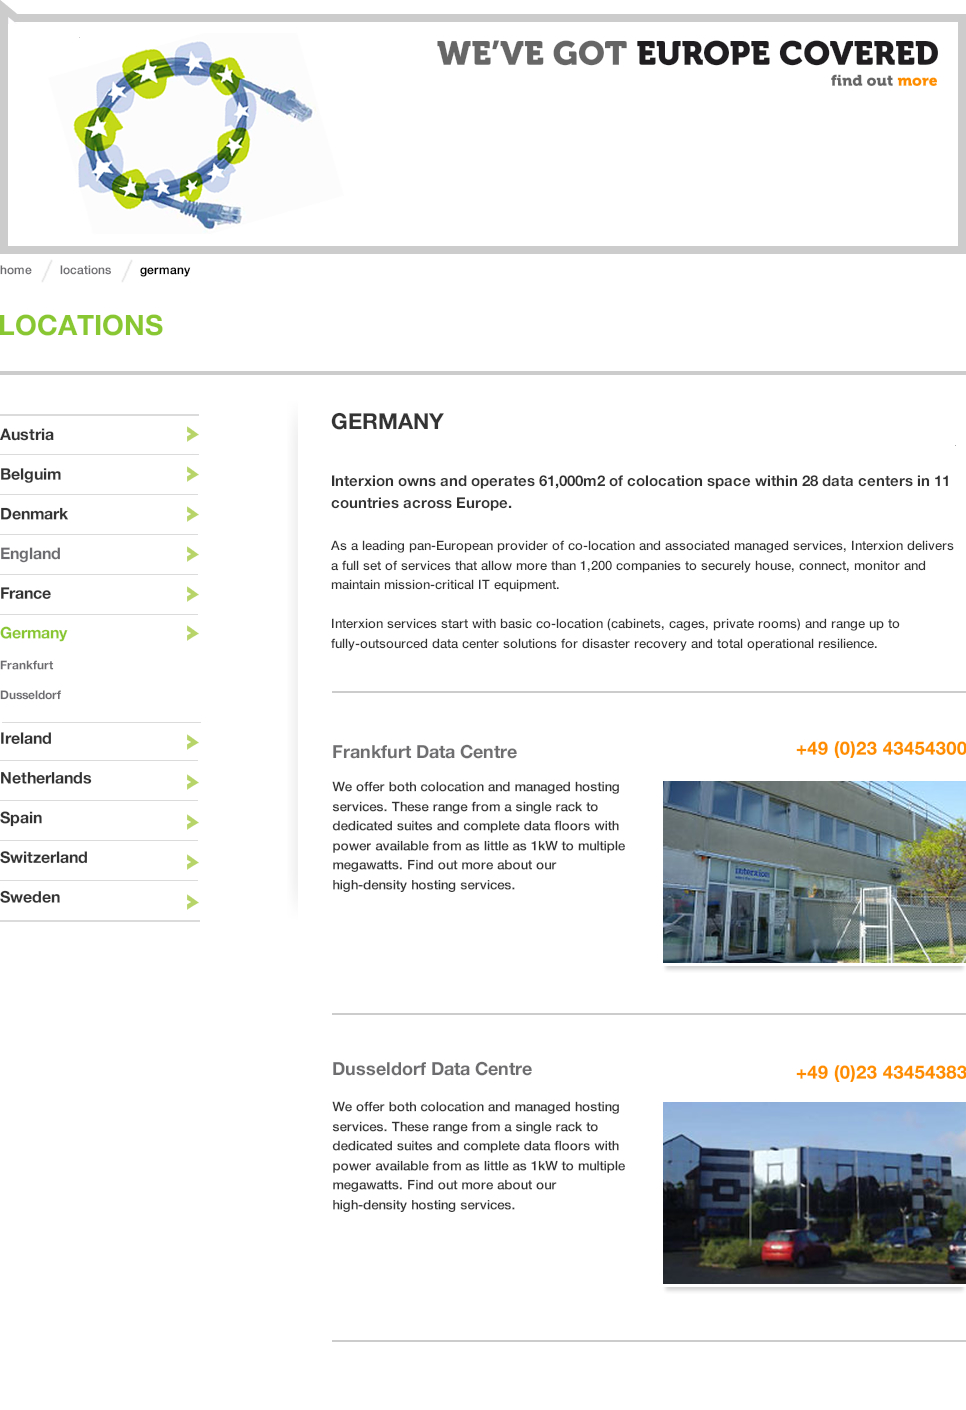 WE'VE GOT EUROPE COVERED
find out more
home
locations
germany
LOCATIONS
Austria
Belguim
Denmark
England
France
Germany
Frankfurt
Dusseldorf
Ireland
Netherlands
Spain
Switzerland
Sweden
GERMANY
Interxion owns and operates 61,000m2 of colocation space within 28 data centers in 11
countries across Europe.
As a leading pan-European provider of co-location and associated managed services, Interxion delivers
a full set of services that allow more than 1,200 companies to securely house, connect, monitor and
maintain mission-critical IT equipment.
Interxion services start with basic co-location (cabinets, cages, private rooms) and range up to
fully-outsourced data center solutions for disaster recovery and total operational resilience.
Frankfurt Data Centre
+49 (0)23 43454300
We offer both colocation and managed hosting
services. These range from a single rack to
dedicated suites and complete data floors with
power available from as little as 1kW to multiple
megawatts. Find out more about our
high-density hosting services.
interxion
Dusseldorf Data Centre
+49 (0)23 43454383
We offer both colocation and managed hosting
services. These range from a single rack to
dedicated suites and complete data floors with
power available from as little as 1kW to multiple
megawatts. Find out more about our
high-density hosting services.